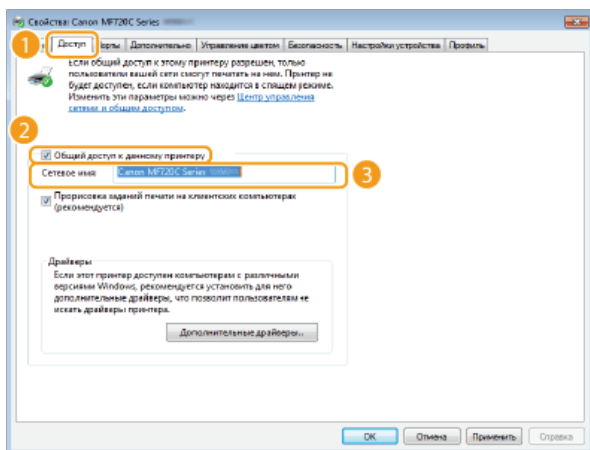 Свойства: Canon MF720C Series
1
Доступ Порты Дополнительно Управление цветом Безопасность Настройки устройства Профиль
Если общий доступ к этому принтеру разрешен, только
пользователи вашей сети смогут печатать на нем. Принтер не
будет доступен, если компьютер находится в спящем режиме.
Изменить эти параметры можно через Центр управления
сетями и общим доступом.
2
Общий доступ к данному принтеру
Сетевое имя: Canon MF720C Series
3
Прорисовка заданий печати на клиентских компьютерах
(рекомендуется)
Драйверы
Если этот принтер доступен компьютерам с различными
версиями Windows, рекомендуется установить для него
дополнительные драйверы, что позволит пользователям не
искать драйверы принтера.
Дополнительные драйверы...
ОК Отмена Применить Справка